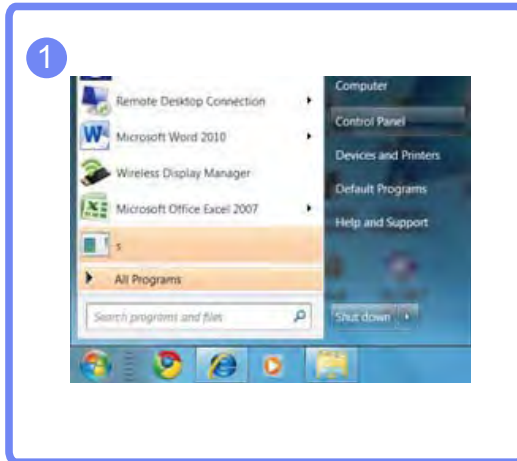 1
Remote Desktop Connection
Microsoft Word 2010
Wireless Display Manager
Microsoft Office Excel 2007
s
All Programs
Search programs and files
Computer
Control Panel
Devices and Printers
Default Programs
Help and Support
Shut down